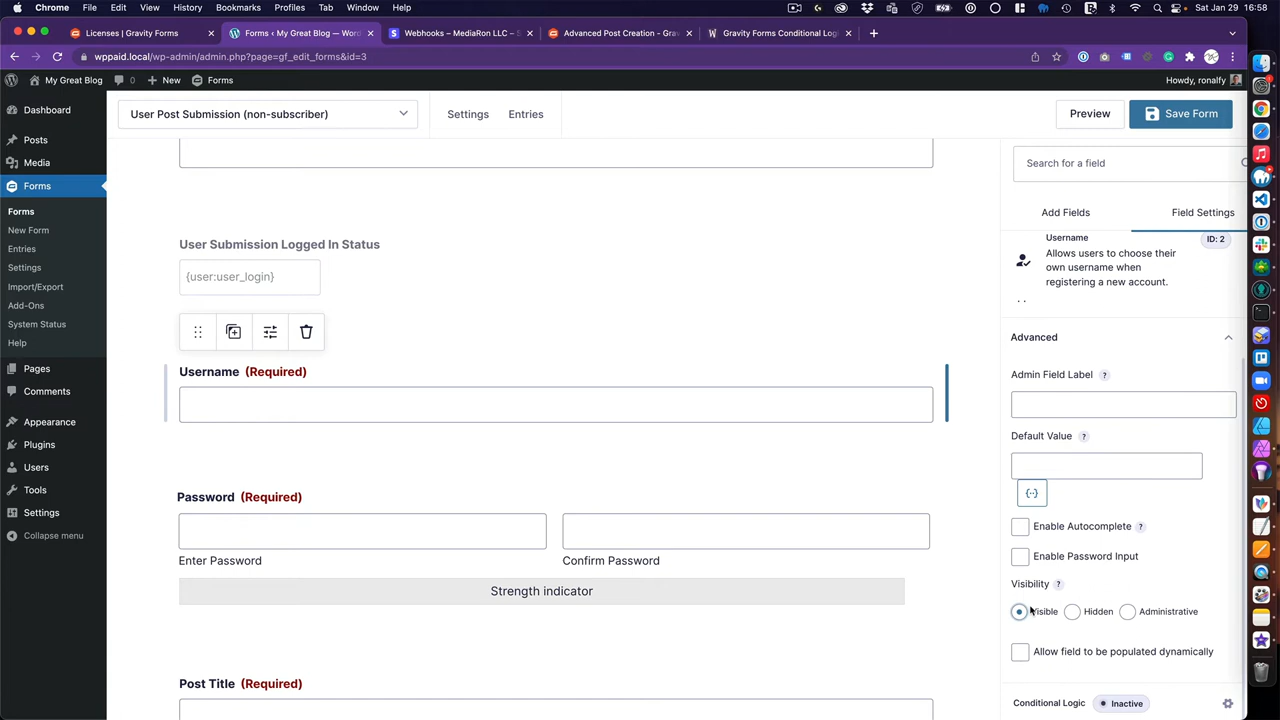 Chrome File Edit View History Bookmarks Profiles Tab Window Help Sat Jan 29 16:58
Licenses | Gravity Forms
Forms ‹ My Great Blog — Word
Webhooks – MediaRon LLC – S
Advanced Post Creation - Grav
Gravity Forms Conditional Logi
wppaid.local/wp-admin/admin.php?page=gf_edit_forms&id=3
My Great Blog 0 New Forms Howdy, ronalfy
Dashboard
Posts
Media
Forms
Forms
New Form
Entries
Settings
Import/Export
Add-Ons
System Status
Help
Pages
Comments
Appearance
Plugins
Users
Tools
Settings
Collapse menu
User Post Submission (non-subscriber) Settings Entries Preview Save Form
User Submission Logged In Status
{user:user_login}
Username (Required)
Password (Required)
Enter Password Confirm Password
Strength indicator
Post Title (Required)
Search for a field
Add Fields Field Settings
Username ID: 2
Allows users to choose their
own username when
registering a new account.
Advanced
Admin Field Label ?
Default Value ?
{··}
Enable Autocomplete ?
Enable Password Input
Visibility ?
Visible Hidden Administrative
Allow field to be populated dynamically
Conditional Logic Inactive